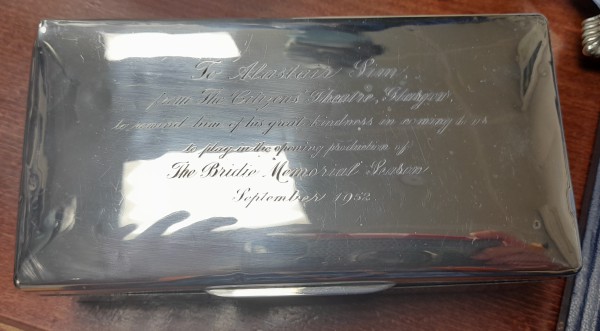 To Alastair Sim
from The Citizens' Theatre, Glasgow,
to remind him of his great kindness in coming to us
to play in the opening production of
The Bridie Memorial Season
September 1952